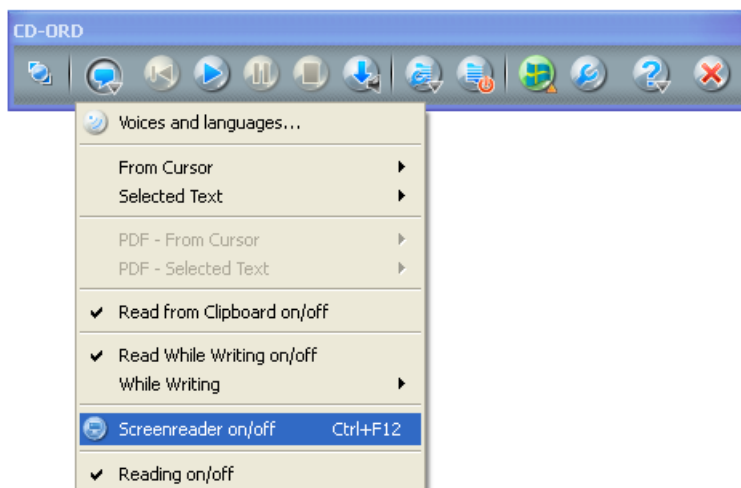 CD-ORD
Voices and languages...
From Cursor
Selected Text
PDF - From Cursor
PDF - Selected Text
Read from Clipboard on/off
Read While Writing on/off
While Writing
Screenreader on/off Ctrl+F12
Reading on/off